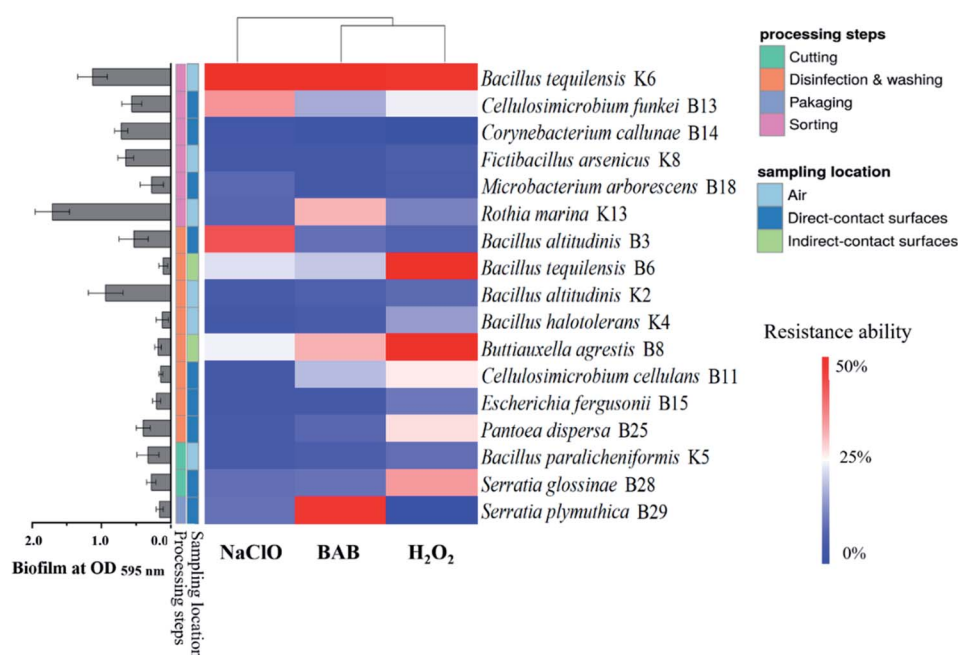 processing steps
Cutting
Disinfection & washing
Pakaging
Sorting
sampling location
Air
Direct-contact surfaces
Indirect-contact surfaces
Resistance ability
50%
25%
0%
Bacillus tequilensis K6
Cellulosimicrobium funkei B13
Corynebacterium callunae B14
Fictibacillus arsenicus K8
Microbacterium arborescens B18
Rothia marina K13
Bacillus altitudinis B3
Bacillus tequilensis B6
Bacillus altitudinis K2
Bacillus halotolerans K4
Buttiauxella agrestis B8
Cellulosimicrobium cellulans B11
Escherichia fergusonii B15
Pantoea dispersa B25
Bacillus paralicheniformis K5
Serratia glossinae B28
Serratia plymuthica B29
2.0 1.0 0.0
Biofilm at OD 595 nm
Processing steps
Sampling location
NaClO BAB H₂O₂